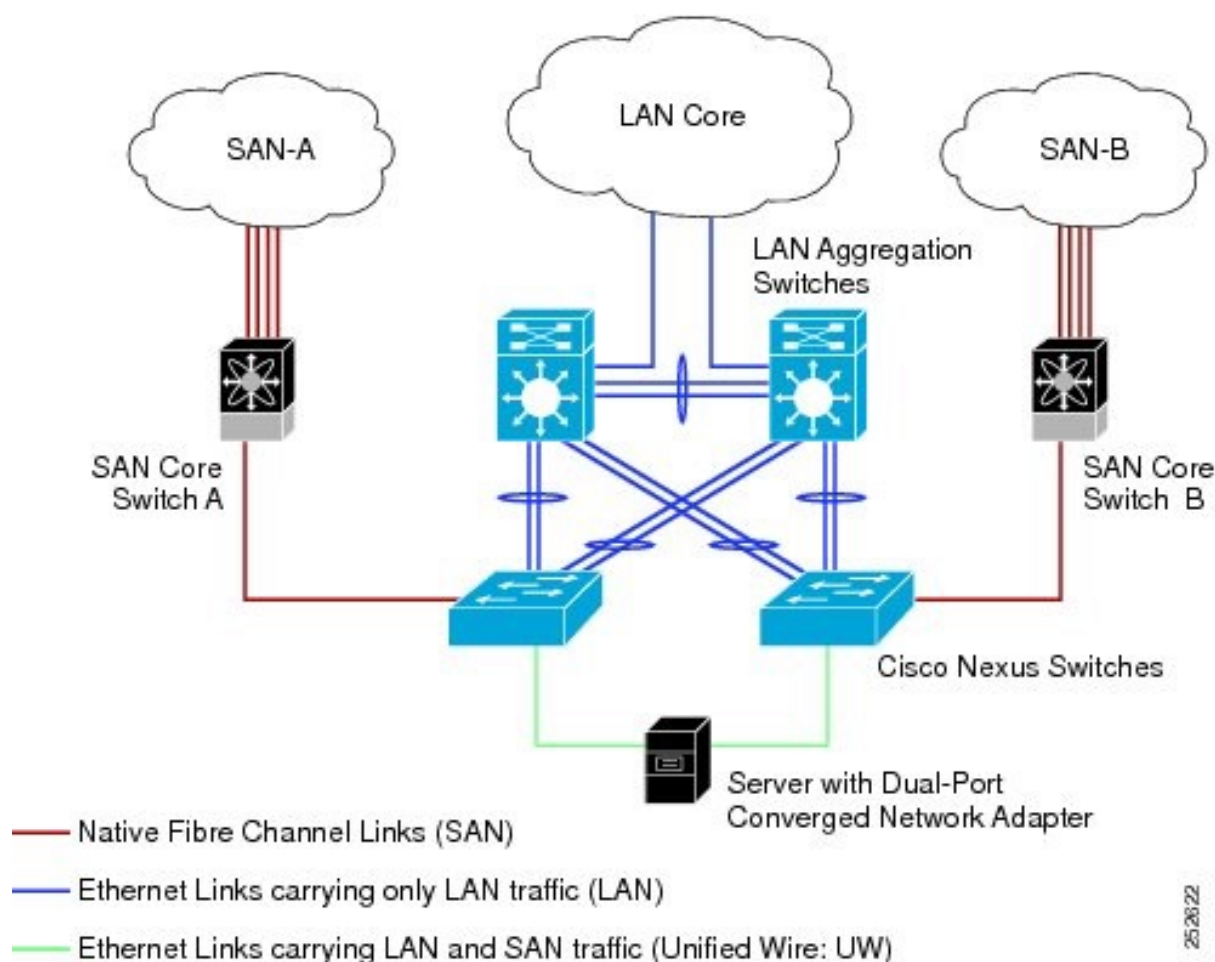 LAN Core
SAN-A
SAN-B
LAN Aggregation
Switches
SAN Core
Switch A
SAN Core
Switch B
Cisco Nexus Switches
Server with Dual-Port
Converged Network Adapter
Native Fibre Channel Links (SAN)
Ethernet Links carrying only LAN traffic (LAN)
Ethernet Links carrying LAN and SAN traffic (Unified Wire: UW)
252622